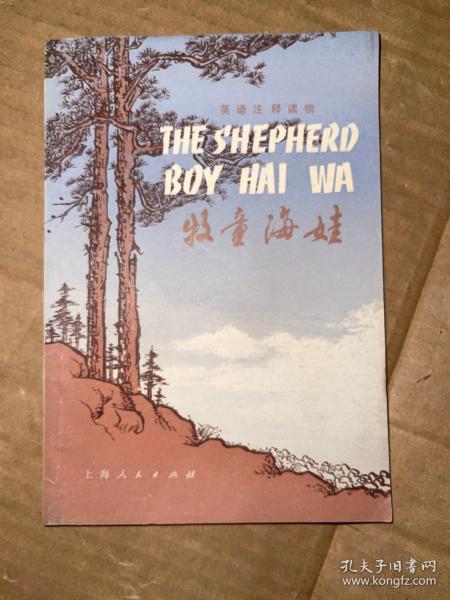 英语注释读物
THE SHEPHERD
BOY HAI WA
牧童海娃
上海人民出版社
孔夫子旧书网
www.kongfz.com